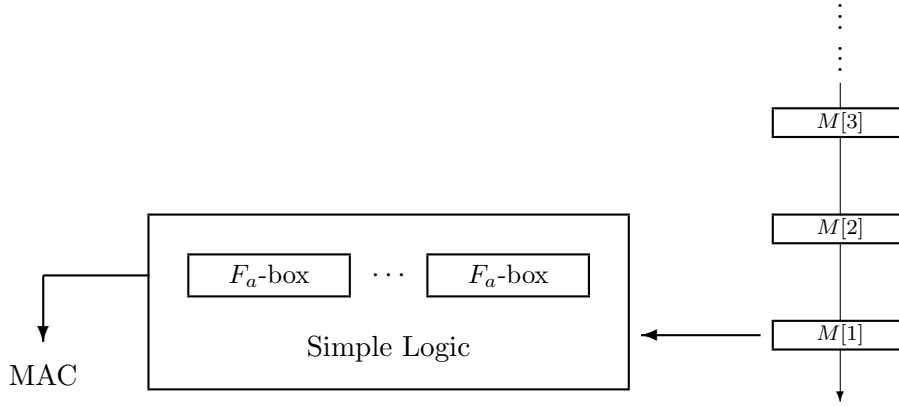 M[3]
M[2]
F_a-box ··· F_a-box
M[1]
Simple Logic
MAC